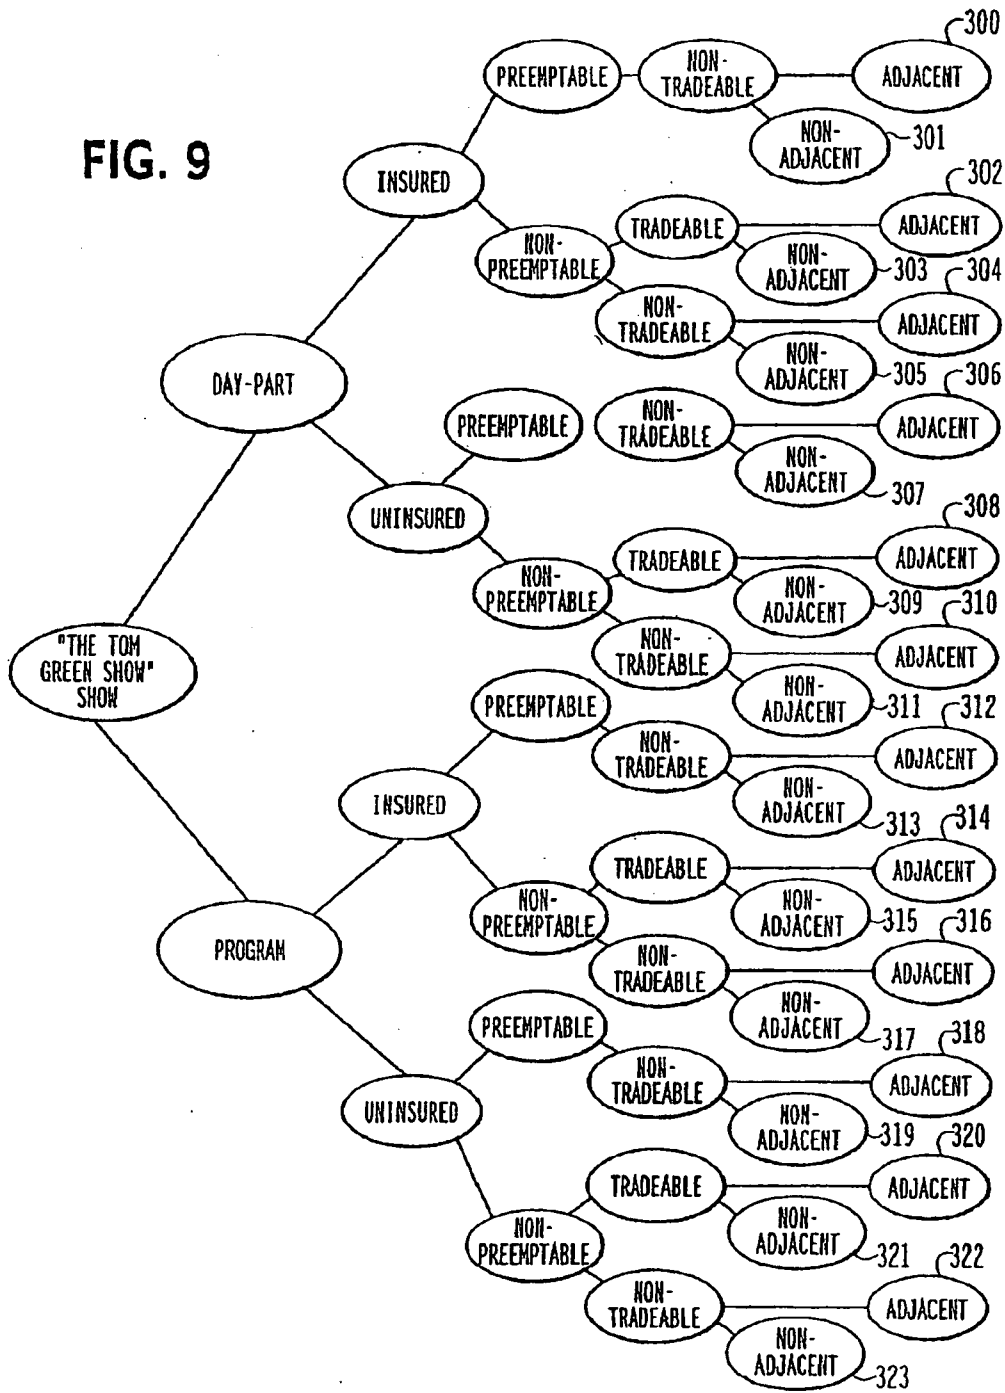 FIG. 9
300
PREEMPTABLE
NON-
TRADEABLE
ADJACENT
NON-
ADJACENT
301
INSURED
302
NON-
PREEMPTABLE
TRADEABLE
ADJACENT
NON-
ADJACENT
303
304
NON-
TRADEABLE
ADJACENT
NON-
ADJACENT
305
306
DAY-PART
PREEMPTABLE
NON-
TRADEABLE
ADJACENT
NON-
ADJACENT
307
UNINSURED
308
NON-
PREEMPTABLE
TRADEABLE
ADJACENT
NON-
ADJACENT
309
310
NON-
TRADEABLE
ADJACENT
NON-
ADJACENT
311
312
"THE TOM
GREEN SHOW"
SHOW
PREEMPTABLE
NON-
TRADEABLE
ADJACENT
NON-
ADJACENT
313
314
INSURED
TRADEABLE
ADJACENT
NON-
PREEMPTABLE
NON-
ADJACENT
315
316
NON-
TRADEABLE
ADJACENT
NON-
ADJACENT
317
318
PROGRAM
PREEMPTABLE
NON-
TRADEABLE
ADJACENT
NON-
ADJACENT
319
320
UNINSURED
TRADEABLE
ADJACENT
NON-
PREEMPTABLE
NON-
ADJACENT
321
322
NON-
TRADEABLE
ADJACENT
NON-
ADJACENT
323